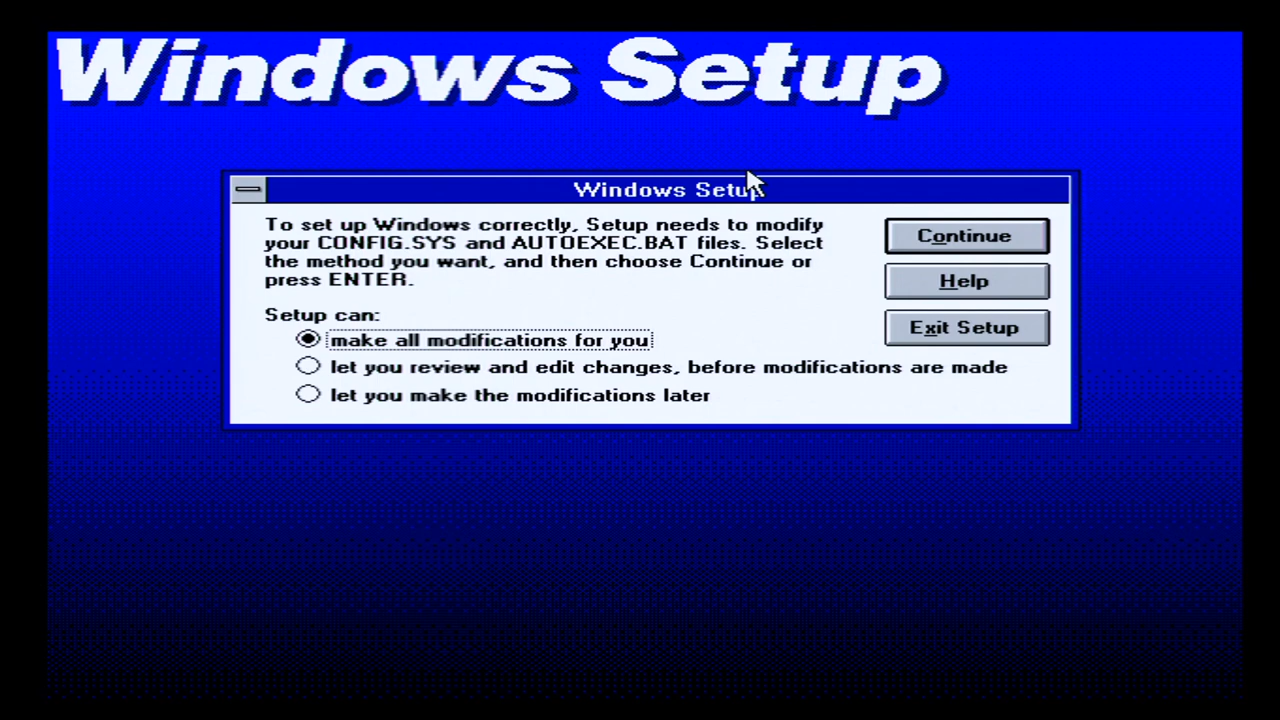 Windows Setup
Windows Setup
To set up Windows correctly, Setup needs to modify
your CONFIG.SYS and AUTOEXEC.BAT files. Select
the method you want, and then choose Continue or
press ENTER.
Setup can:
make all modifications for you
let you review and edit changes, before modifications are made
let you make the modifications later
Continue
Help
Exit Setup